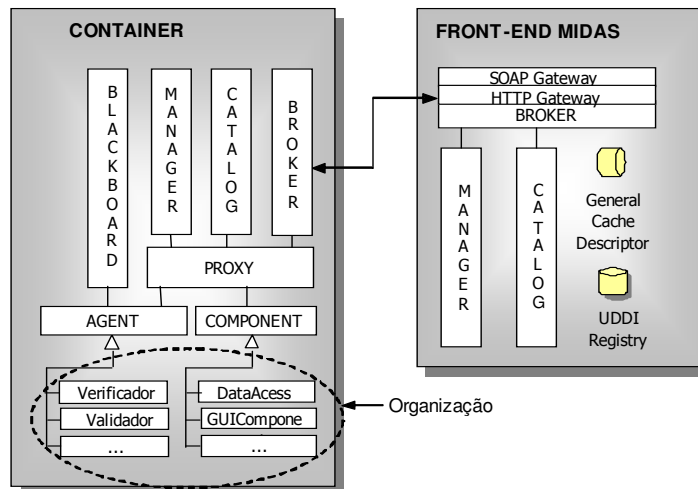 CONTAINER
BLACKBOARD
MANAGER
CATALOG
BROKER
PROXY
AGENT
COMPONENT
Verificador
Validador
...
DataAcess
GUICompone
...
Organização
FRONT-END MIDAS
SOAP Gateway
HTTP Gateway
BROKER
MANAGER
CATALOG
General
Cache
Descriptor
UDDI
Registry